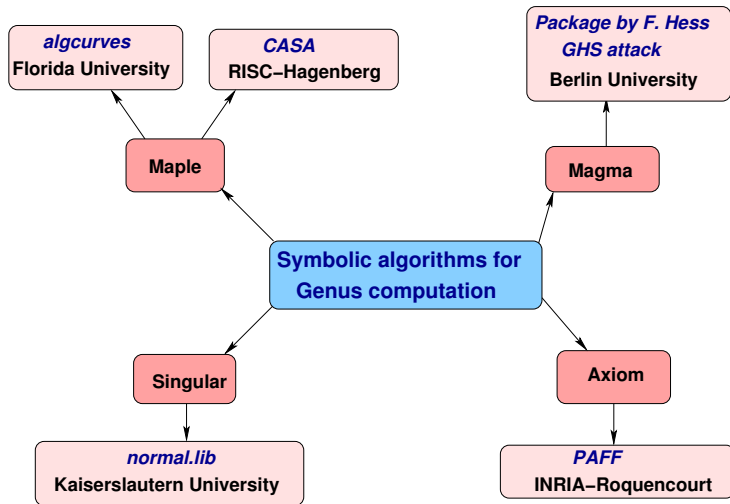 algcurves
Florida University
CASA
RISC−Hagenberg
Package by F. Hess
GHS attack
Berlin University
Maple
Magma
Symbolic algorithms for
Genus computation
Singular
Axiom
normal.lib
Kaiserslautern University
PAFF
INRIA−Roquencourt